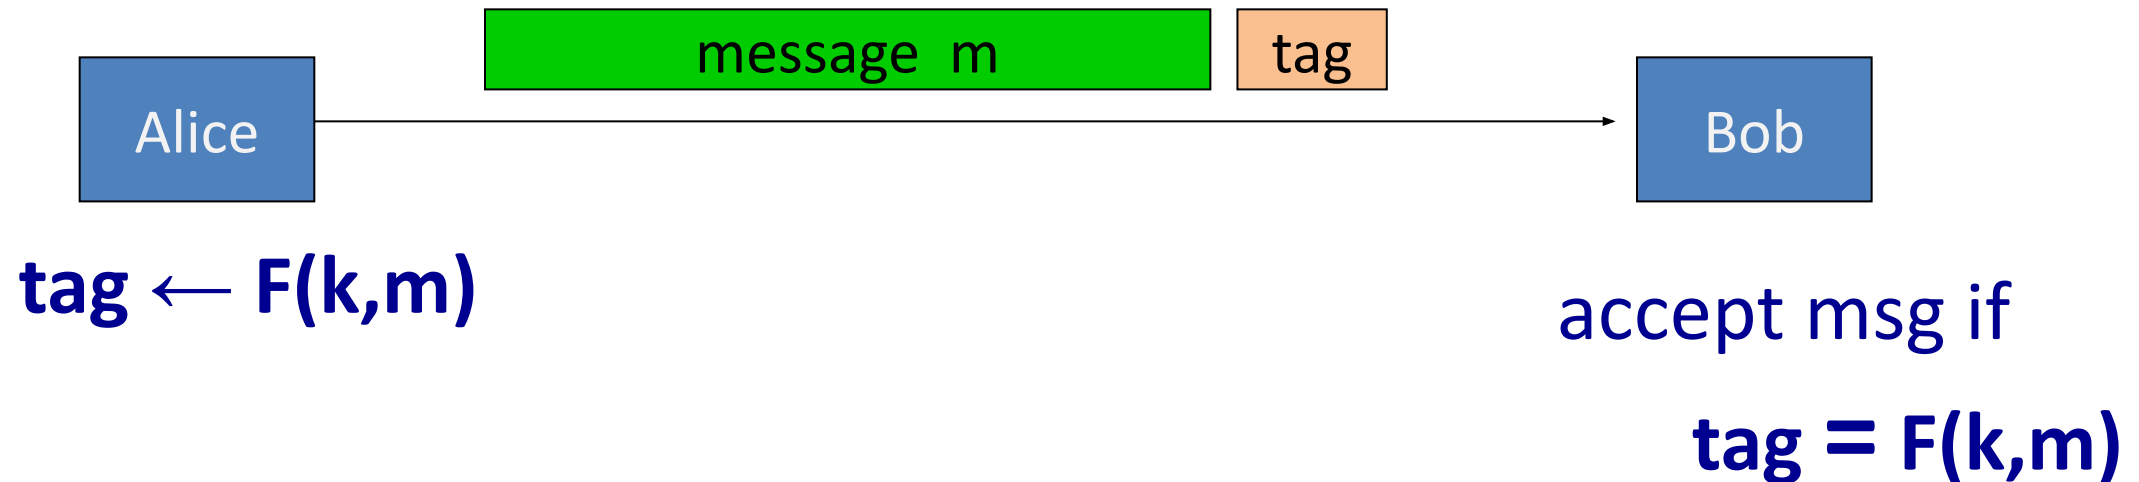 message m
tag
Alice
Bob
tag ← F(k,m)
accept msg if
tag = F(k,m)